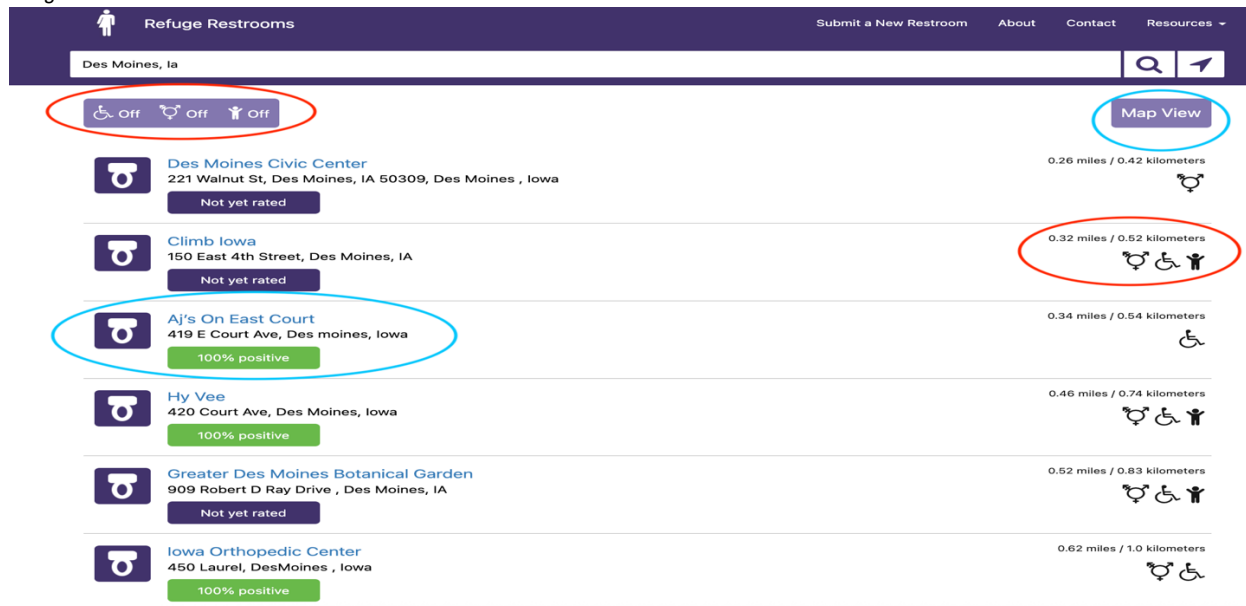 Refuge Restrooms
Submit a New Restroom About Contact Resources
Des Moines, Ia
Off Off Off
Map View
Des Moines Civic Center
0.26 miles / 0.42 kilometers
221 Walnut St, Des Moines, IA 50309, Des Moines , Iowa
Not yet rated
Climb Iowa
0.32 miles / 0.52 kilometers
150 East 4th Street, Des Moines, IA
Not yet rated
Aj's On East Court
0.34 miles / 0.54 kilometers
419 E Court Ave, Des moines, Iowa
100% positive
Hy Vee
0.46 miles / 0.74 kilometers
420 Court Ave, Des Moines, Iowa
100% positive
Greater Des Moines Botanical Garden
0.52 miles / 0.83 kilometers
909 Robert D Ray Drive , Des Moines, IA
Not yet rated
Iowa Orthopedic Center
0.62 miles / 1.0 kilometers
450 Laurel, DesMoines , Iowa
100% positive